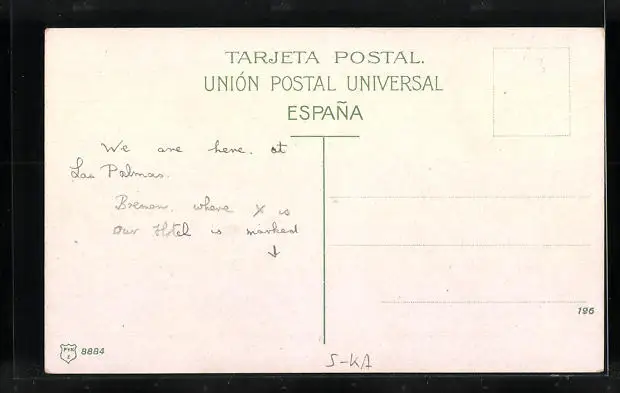 TARJETA POSTAL.
UNIÓN POSTAL UNIVERSAL
ESPAÑA
We are here. at
Las Palmas.
where X is
Our Hotel is marked
↓
196
8884
S-KA